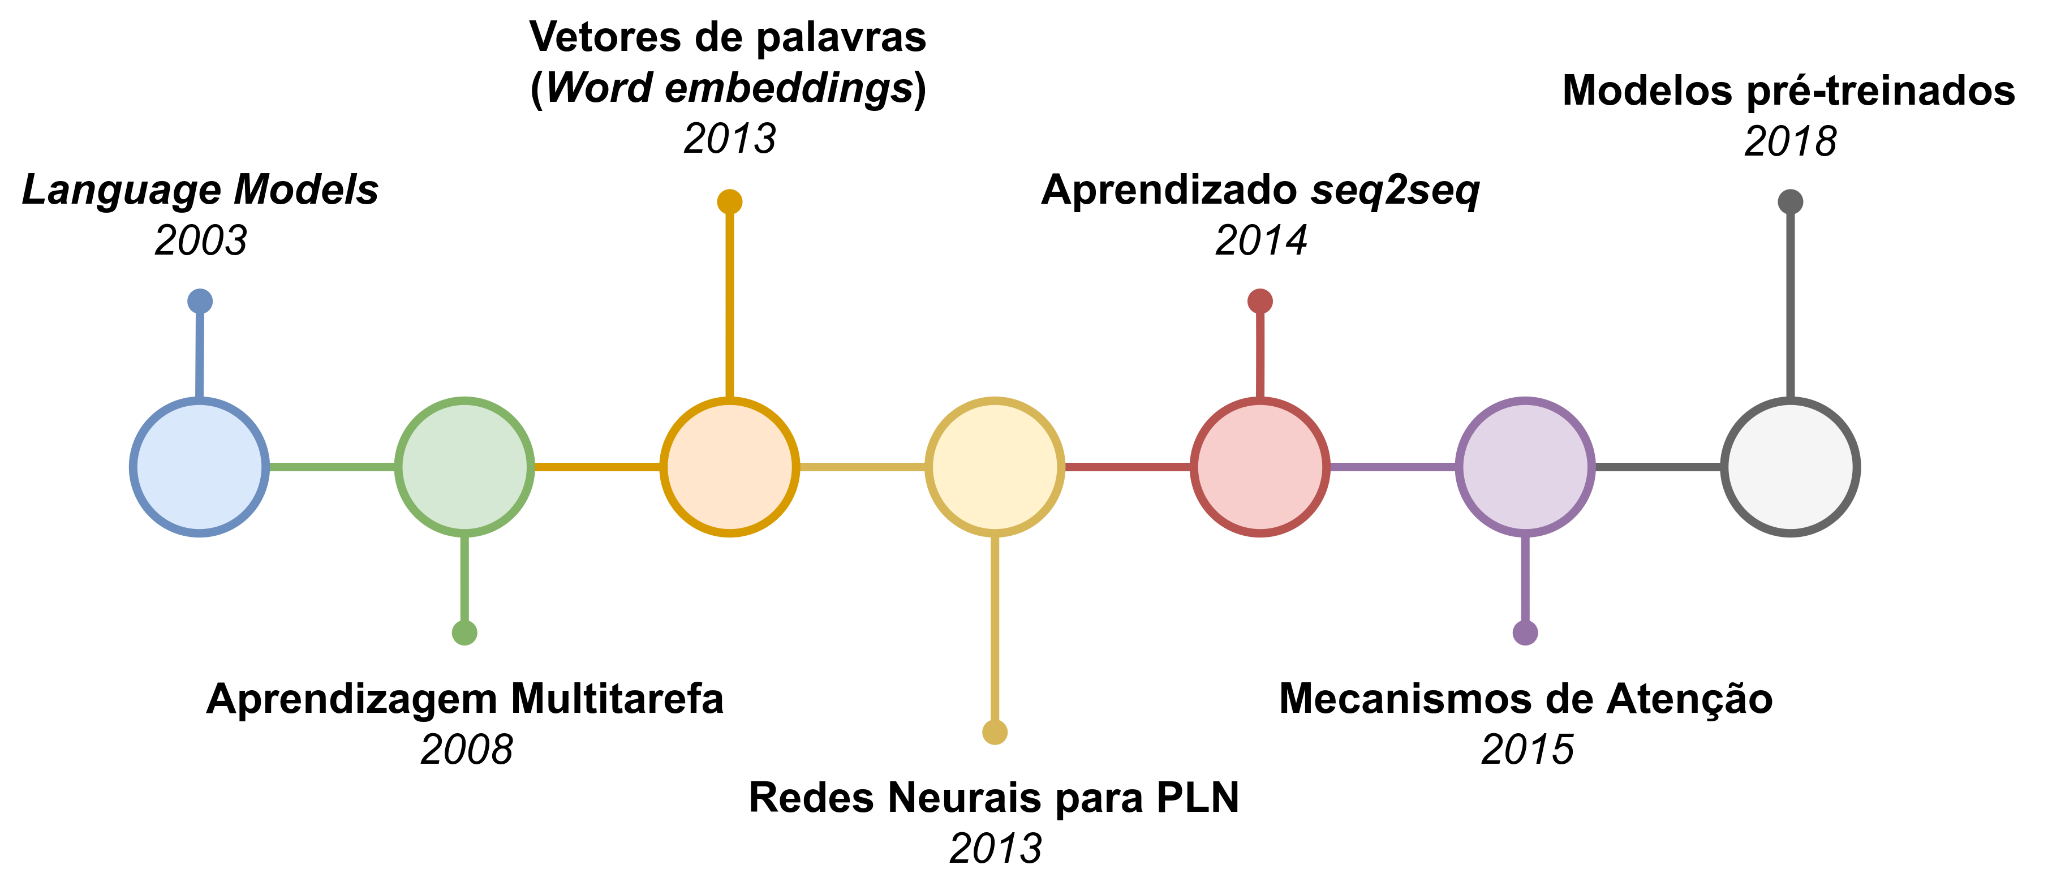 Language Models
2003
Aprendizagem Multitarefa
2008
Vetores de palavras
(Word embeddings)
2013
Redes Neurais para PLN
2013
Aprendizado seq2seq
2014
Mecanismos de Atenção
2015
Modelos pré-treinados
2018